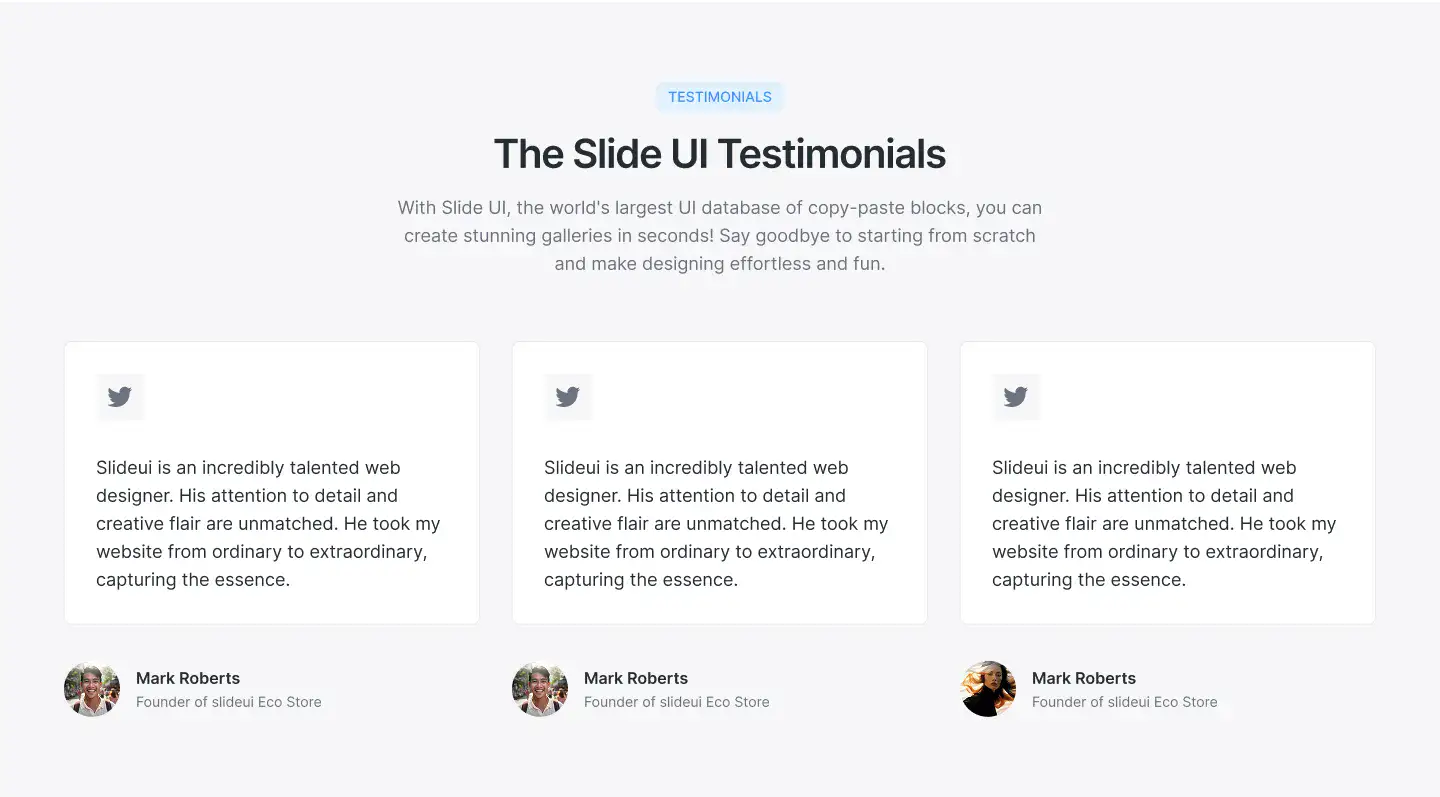 TESTIMONIALS
The Slide UI Testimonials
With Slide UI, the world's largest UI database of copy-paste blocks, you can
create stunning galleries in seconds! Say goodbye to starting from scratch
and make designing effortless and fun.
Slideui is an incredibly talented web
designer. His attention to detail and
creative flair are unmatched. He took my
website from ordinary to extraordinary,
capturing the essence.
Mark Roberts
Founder of slideui Eco Store
Slideui is an incredibly talented web
designer. His attention to detail and
creative flair are unmatched. He took my
website from ordinary to extraordinary,
capturing the essence.
Mark Roberts
Founder of slideui Eco Store
Slideui is an incredibly talented web
designer. His attention to detail and
creative flair are unmatched. He took my
website from ordinary to extraordinary,
capturing the essence.
Mark Roberts
Founder of slideui Eco Store